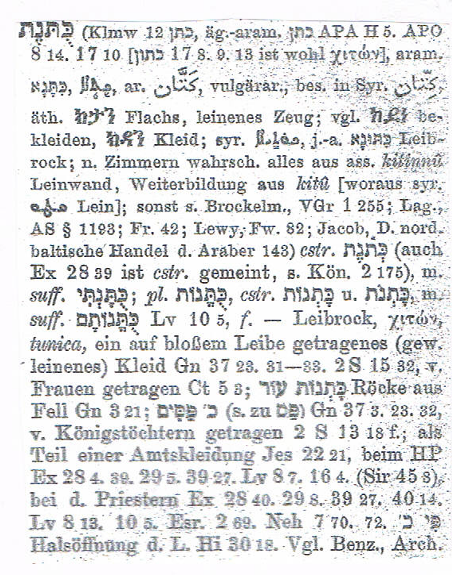 כֻּתֹּנֶת (Klmw 12 כתן, äg.-aram. כתן APA H 5. APO
8 14. 17 10 [כתון 17 8. 9. 13 ist wohl χιτών], aram.
ar. كَتَّان, vulgärar., bes. in Syr. كِتَّان,
äth. Flachs, leinenes Zeug; vgl. be-
kleiden, Kleid; syr. j.-a. Leib-
rock; n. Zimmern wahrsch. alles aus ass. kitinnû
Leinwand, Weiterbildung aus kitû [woraus syr.
Lein]; sonst s. Brockelm., VGr 1 255; Lag.,
AS § 1193; Fr. 42; Lewy, Fw. 82; Jacob, D. nord.
baltische Handel d. Araber 143) cstr. כְּתֹנֶת (auch
Ex 28 39 ist cstr. gemeint, s. Kön. 2 175), m.
suff. כֻּתָּנְתִּי; pl. כֻּתֳּנוֹת, cstr. כָּתְנוֹת u. כָּתְנֹת, m.
suff. כֻּתֳּנֹתָם Lv 10 5, f. — Leibrock, χιτών,
tunica, ein auf bloßem Leibe getragenes (gew.
leinenes) Kleid Gn 37 23. 31—33. 2 S 15 32, v.
Frauen getragen Ct 5 3; כָּתְנוֹת עוֹר Röcke aus
Fell Gn 3 21; כ׳ פַּסִּים (s. zu פַּס) Gn 37 3. 23. 32,
v. Königstöchtern getragen 2 S 13 18 f.; als
Teil einer Amtskleidung Jes 22 21, beim HP
Ex 28 4. 39. 29 5. 39 27. Lv 8 7. 16 4. (Sir 45 8),
bei d. Priestern Ex 28 40. 29 8. 39 27. 40 14.
Lv 8 13. 10 5. Esr. 2 69. Neh 7 70. 72. פִּי כ׳
Halsöffnung d. L. Hi 30 18. Vgl. Benz., Arch.